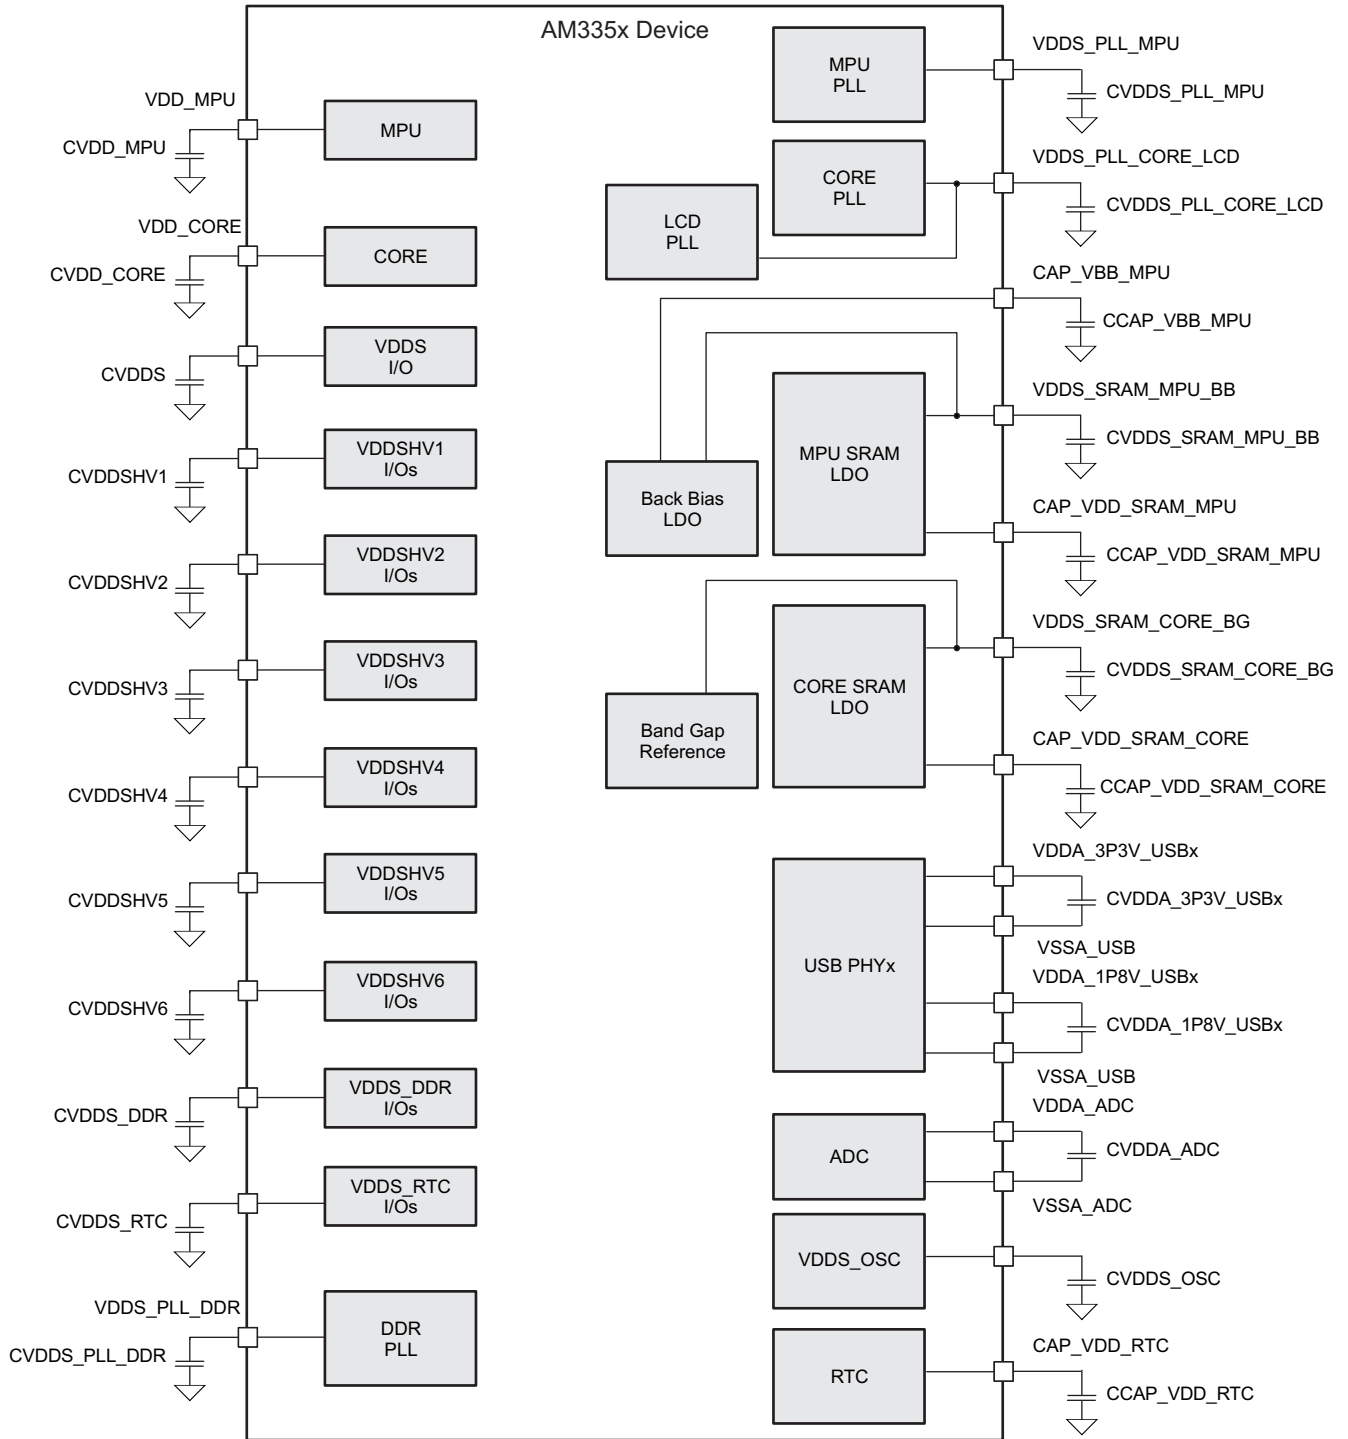 AM335x Device
VDD_MPU
CVDD_MPU
MPU
VDD_CORE
CVDD_CORE
CORE
CVDDS
VDDS
I/O
CVDDSHV1
VDDSHV1
I/Os
CVDDSHV2
VDDSHV2
I/Os
CVDDSHV3
VDDSHV3
I/Os
CVDDSHV4
VDDSHV4
I/Os
CVDDSHV5
VDDSHV5
I/Os
CVDDSHV6
VDDSHV6
I/Os
CVDDS_DDR
VDDS_DDR
I/Os
CVDDS_RTC
VDDS_RTC
I/Os
VDDS_PLL_DDR
CVDDS_PLL_DDR
DDR
PLL
MPU
PLL
VDDS_PLL_MPU
CVDDS_PLL_MPU
CORE
PLL
LCD
PLL
VDDS_PLL_CORE_LCD
CVDDS_PLL_CORE_LCD
CAP_VBB_MPU
CCAP_VBB_MPU
MPU SRAM
LDO
Back Bias
LDO
VDDS_SRAM_MPU_BB
CVDDS_SRAM_MPU_BB
CAP_VDD_SRAM_MPU
CCAP_VDD_SRAM_MPU
CORE SRAM
LDO
Band Gap
Reference
VDDS_SRAM_CORE_BG
CVDDS_SRAM_CORE_BG
CAP_VDD_SRAM_CORE
CCAP_VDD_SRAM_CORE
USB PHYx
VDDA_3P3V_USBx
CVDDA_3P3V_USBx
VSSA_USB
VDDA_1P8V_USBx
CVDDA_1P8V_USBx
VSSA_USB
ADC
VDDA_ADC
CVDDA_ADC
VSSA_ADC
VDDS_OSC
CVDDS_OSC
RTC
CAP_VDD_RTC
CCAP_VDD_RTC